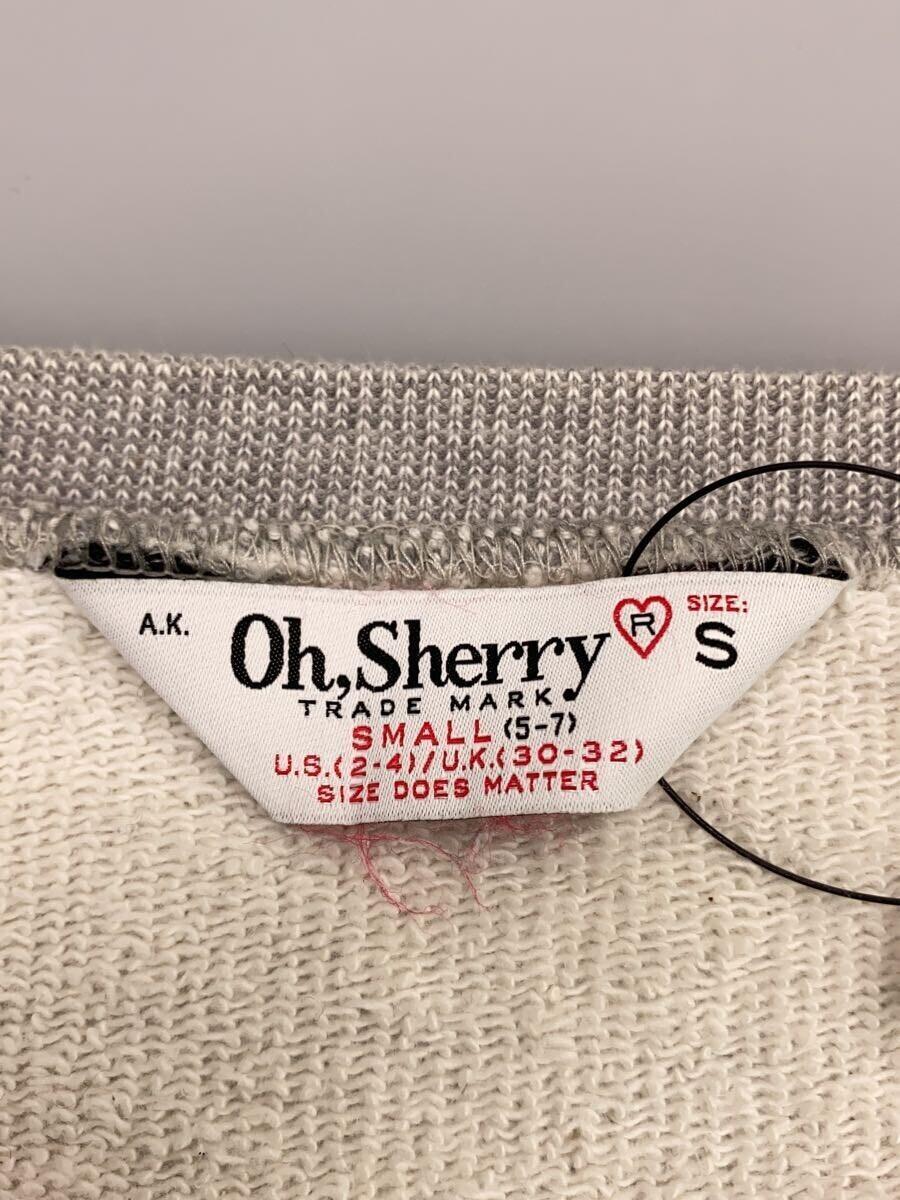 A.K.
Oh,Sherry ®
SIZE:
S
TRADE MARK
SMALL (5-7)
U.S.(2-4)/U.K.(30-32)
SIZE DOES MATTER